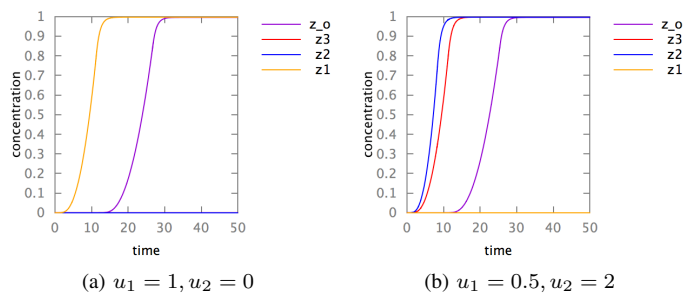 1
0.9
0.8
0.7
0.6
0.5
0.4
0.3
0.2
0.1
0
concentration
0 10 20 30 40 50
time
z_o
z3
z2
z1
(a) u₁ = 1, u₂ = 0
1
0.9
0.8
0.7
0.6
0.5
0.4
0.3
0.2
0.1
0
concentration
0 10 20 30 40 50
time
z_o
z3
z2
z1
(b) u₁ = 0.5, u₂ = 2